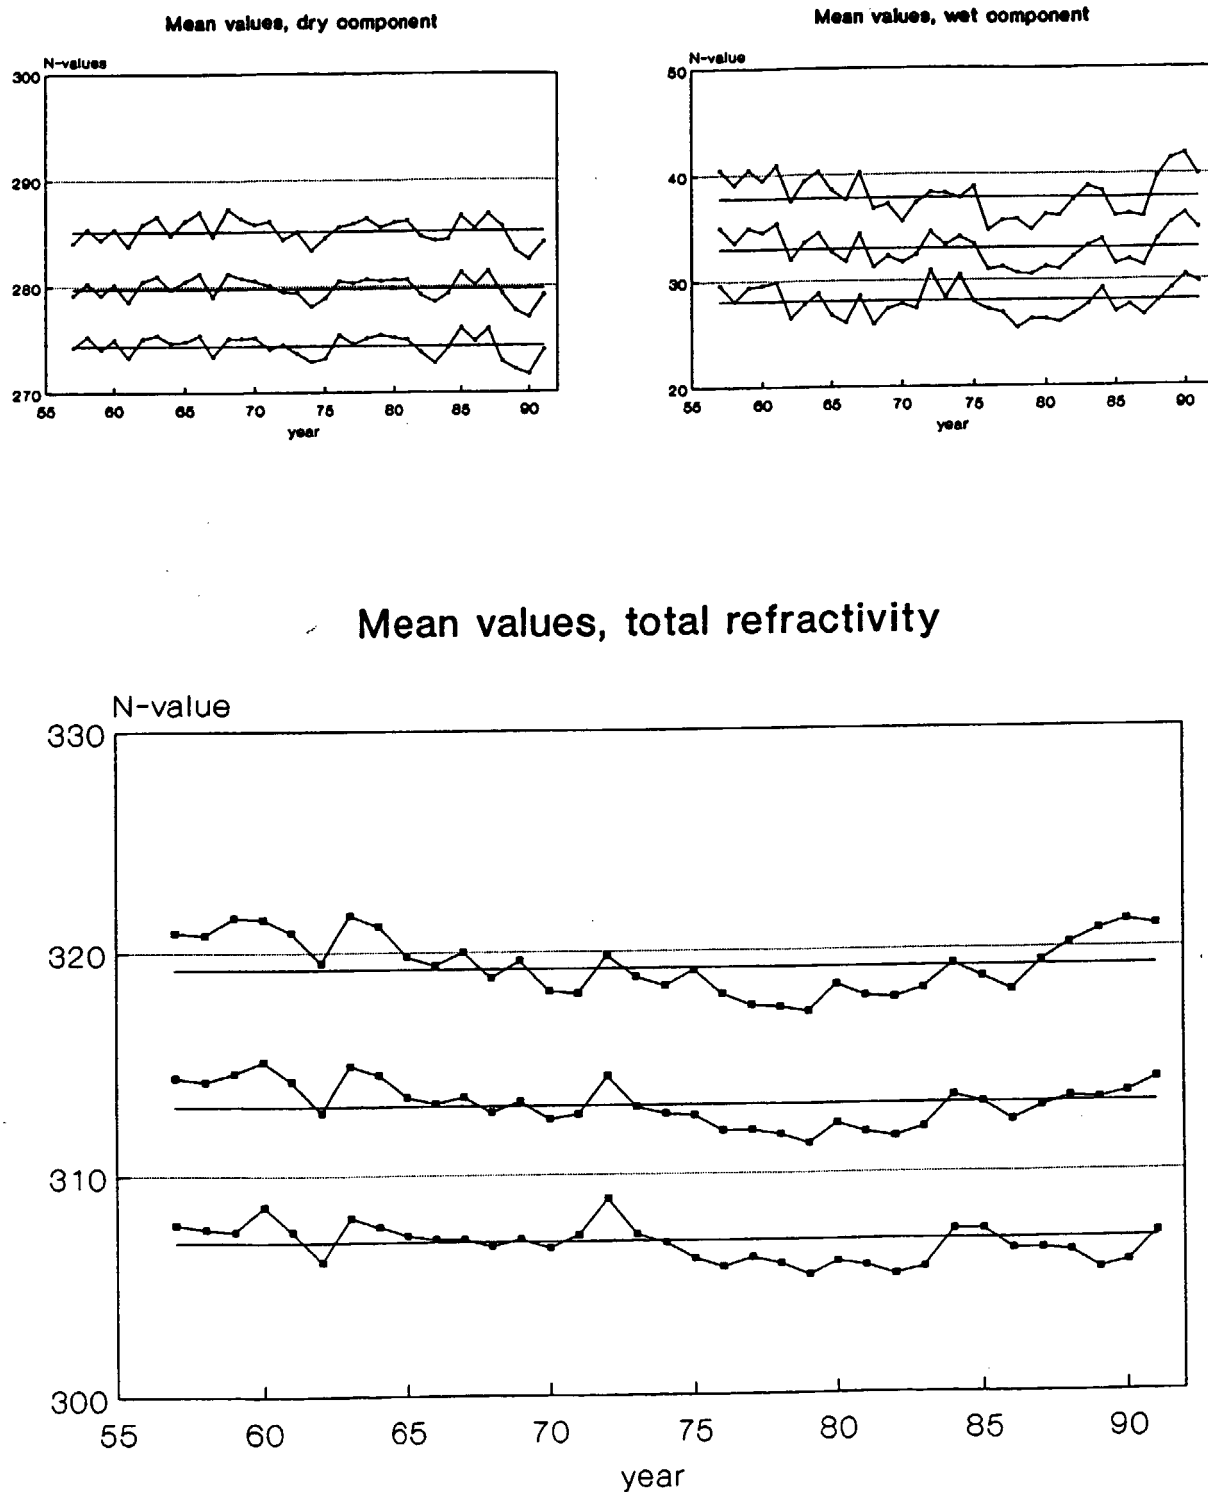 Mean values, dry component
N-values
300
290
280
270
55 60 65 70 75 80 85 90
year
Mean values, wet component
N-value
50
40
30
20
55 60 65 70 75 80 85 90
year
Mean values, total refractivity
N-value
330
320
310
300
55 60 65 70 75 80 85 90
year